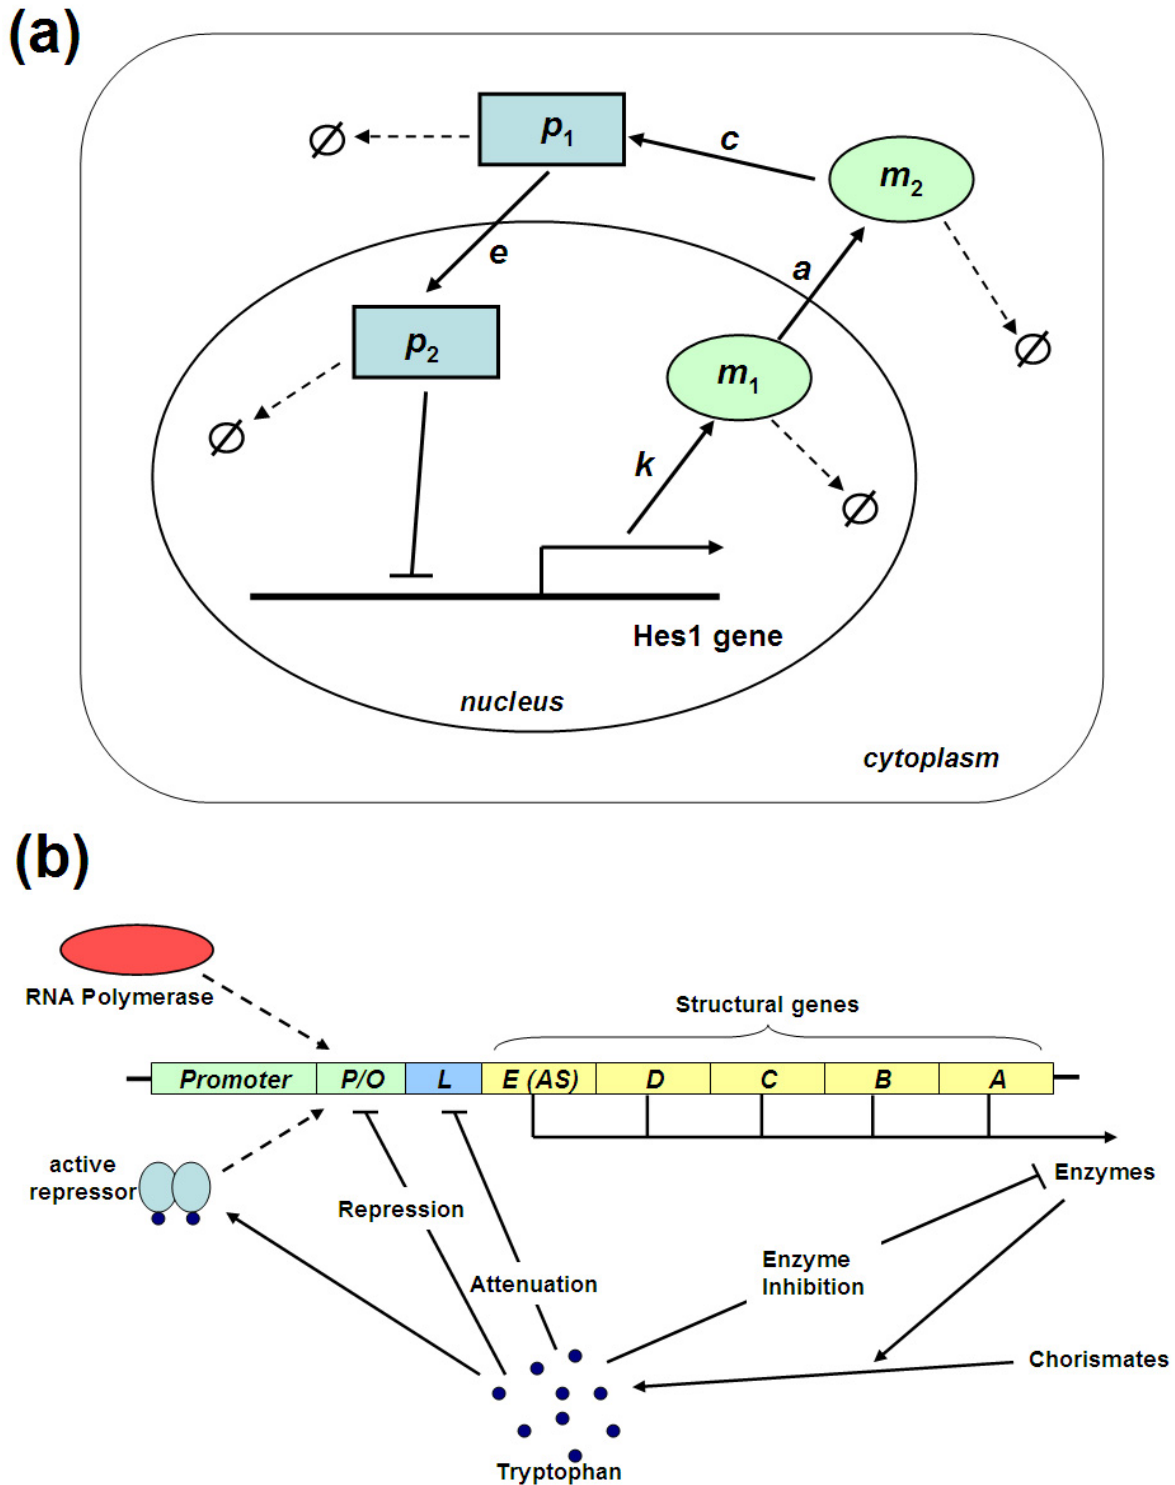 (a)
p1
c
m2
Ø
e
a
p2
m1
Ø
Ø
k
Ø
Hes1 gene
nucleus
cytoplasm
(b)
RNA Polymerase
Structural genes
Promoter P/O L E (AS) D C B A
active
repressor
Enzymes
Repression
Enzyme
Inhibition
Attenuation
Chorismates
Tryptophan